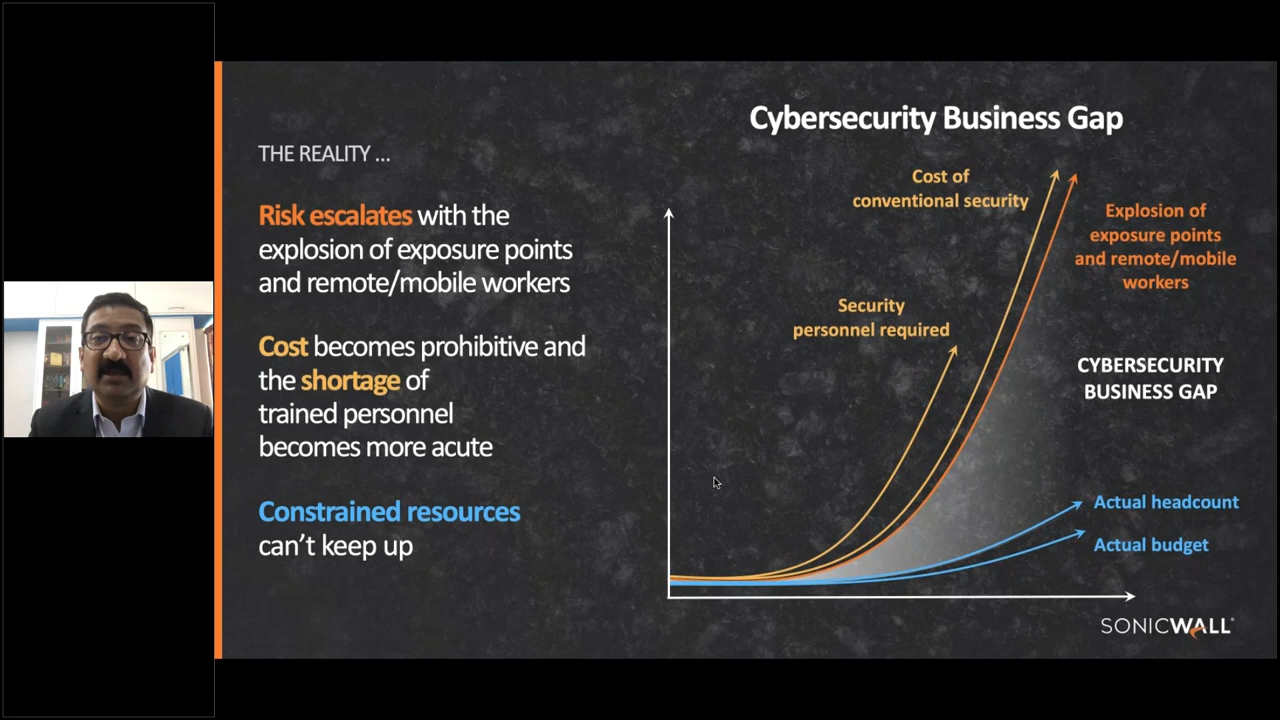 Cybersecurity Business Gap
THE REALITY ...
Risk escalates with the
explosion of exposure points
and remote/mobile workers
Cost becomes prohibitive and
the shortage of
trained personnel
becomes more acute
Constrained resources
can't keep up
Cost of
conventional security
Explosion of
exposure points
and remote/mobile
workers
Security
personnel required
CYBERSECURITY
BUSINESS GAP
Actual headcount
Actual budget
SONICWALL